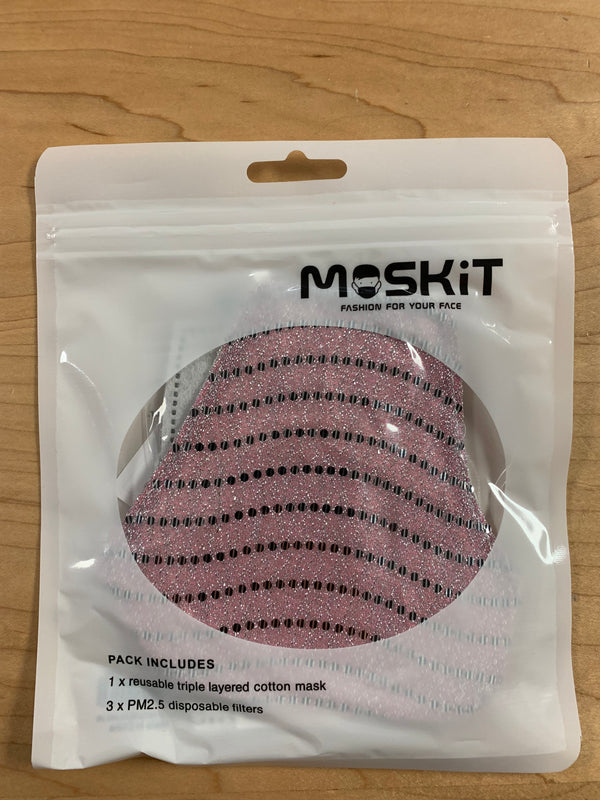 MOSKiT
FASHION FOR YOUR FACE
PACK INCLUDES
1 x reusable triple layered cotton mask
3 x PM2.5 disposable filters